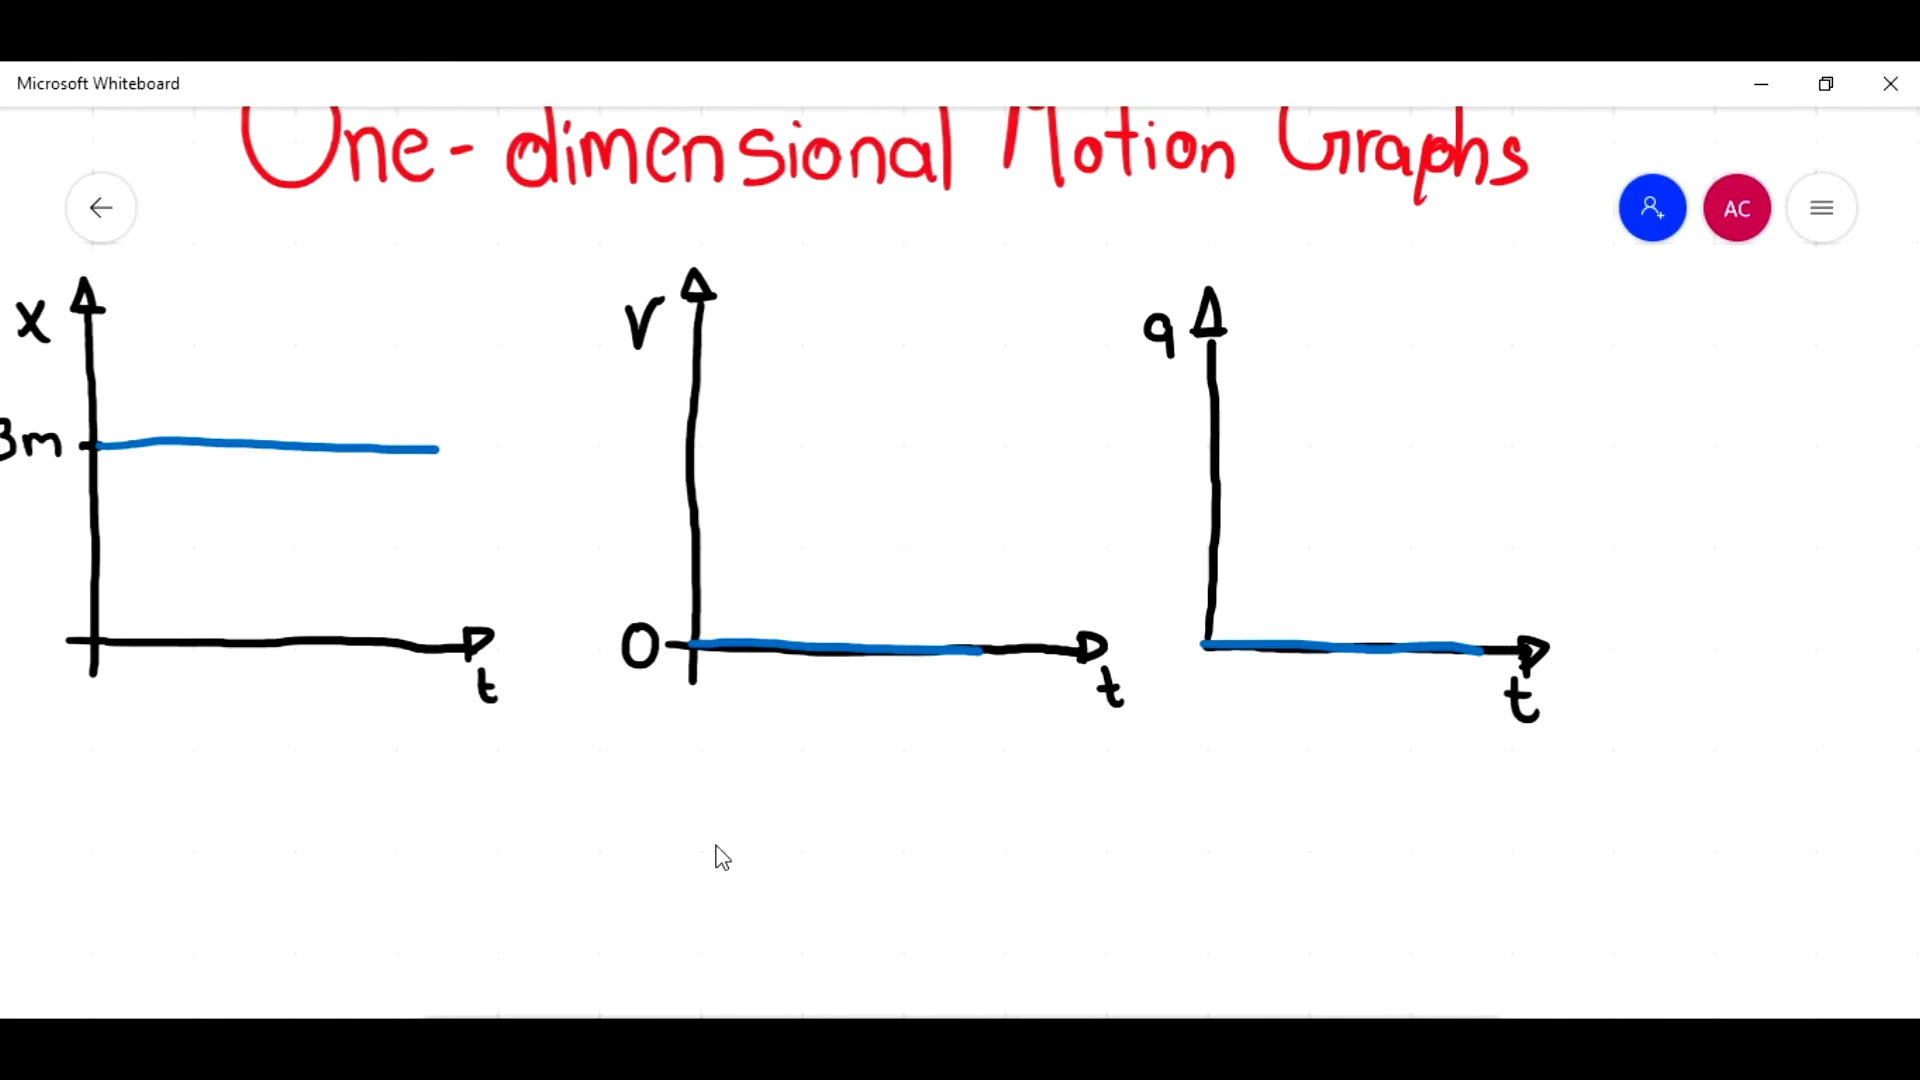 Microsoft Whiteboard
One-dimensional Motion Graphs
AC
x
v
a
3m
0
t
t
t